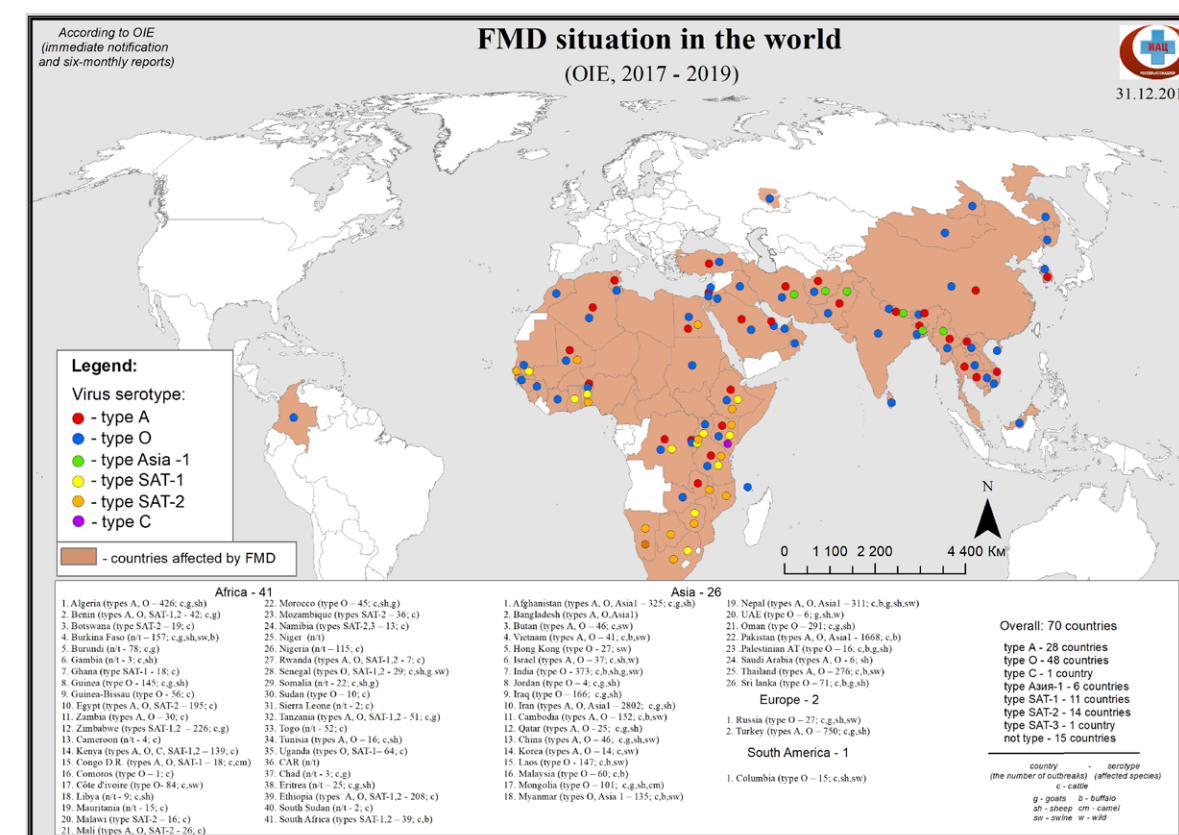 According to OIE
(immediate notification
and six-monthly reports)
FMD situation in the world
(OIE, 2017 - 2019)
ИАЦ
31.12.201
Legend:
Virus serotype:
- type A
- type O
- type Asia -1
- type SAT-1
- type SAT-2
- type C
- countries affected by FMD
N
0 1 100 2 200 4 400 Км
Africa - 41
1. Algeria (types A, O – 426; c,g,sh)
2. Benin (types A, O, SAT-1,2 - 42; c,g)
3. Botswana (type SAT-2 – 19; c)
4. Burkina Faso (n/t – 157; c,g,sh,sw,b)
5. Burundi (n/t - 78; c,g)
6. Gambia (n/t - 3; c,sh)
7. Ghana (type SAT-1 - 18; c)
8. Guinea (type O - 145; c,g,sh)
9. Guinea-Bissau (type O - 56; c)
10. Egypt (types A, O, SAT-2 – 195; c)
11. Zambia (types A, O – 30; c)
12. Zimbabwe (types SAT-1,2 – 226; c,g)
13. Cameroon (n/t - 4; c)
14. Kenya (types A, O, C, SAT-1,2 – 139; c)
15. Congo D.R. (types A, O, SAT-1 – 18; c,cm)
16. Comoros (type O – 1; c)
17. Côte d'ivoire (type O- 84; c,sw)
18. Libya (n/t - 9; c,sh)
19. Mauritania (n/t - 15; c)
20. Malawi (type SAT-2 – 16; c)
21. Mali (types A, O, SAT-2 - 26; c)
22. Morocco (type O – 45; c,sh,g)
23. Mozambique (types SAT-2 – 36; c)
24. Namibia (types SAT-2,3 – 13; c)
25. Niger (n/t)
26. Nigeria (n/t – 115; c)
27. Rwanda (types A, O, SAT-1,2 - 7; c)
28. Senegal (types O, SAT-1,2 - 29; c,sh,g.sw)
29. Somalia (n/t - 22; c,sh,g)
30. Sudan (type O – 10; c)
31. Sierra Leone (n/t - 2; c)
32. Tanzania (types A, O, SAT-1,2 - 51; c,g)
33. Togo (n/t - 52; c)
34. Tunisia (types A, O – 16; c,sh)
35. Uganda (types O, SAT-1– 64; c)
36. CAR (n/t)
37. Chad (n/t - 3; c,g)
38. Eritrea (n/t – 25; c,g,sh)
39. Ethiopia (types A, O, SAT-1,2 - 208; c)
40. South Sudan (n/t - 2; c)
41. South Africa (types SAT-1,2 – 39; c,b)
Asia - 26
1. Afghanistan (types A, O, Asia1 – 325; c,g,sh)
2. Bangladesh (types A, O,Asia1)
3. Butan (types A, O – 46; c,sw)
4. Vietnam (types A, O – 41; c,b,sw)
5. Hong Kong (type O - 27; sw)
6. Israel (types A, O – 37; c,sh,w)
7. India (type O - 373; c,b,h,sh,g,sw)
8. Jordan (type O – 4; c,g,sh)
9. Iraq (type O – 166; c,g,sh)
10. Iran (types A, O, Asia1 – 2802; c,g,sh)
11. Cambodia (types A, O – 152; c,b,sw)
12. Qatar (types A, O - 25; c,g,sh)
13. China (types A, O – 46; c,g,sh,sw)
14. Korea (types A, O – 14; c,sw)
15. Laos (type O - 147; c,b,sw)
16. Malaysia (type O – 60; c,b)
17. Mongolia (type O – 101; c,g,sh,cm)
18. Myanmar (types O, Asia 1 – 135; c,b,sw)
19. Nepal (types A, O, Asia1 – 311; c,b,g,sh,sw)
20. UAE (type O – 6; g,sh,w)
21. Oman (type O – 291; c,g,sh)
22. Pakistan (types A, O, Asia1 - 1668; c,b)
23. Palestinian AT (type O – 16; c,b,g,sh)
24. Saudi Arabia (types A, O - 6; sh)
25. Thailand (types A, O – 276; c,b,sw)
26. Sri lanka (type O – 71; c,b,g,sh)
Europe - 2
1. Russia (type O – 27; c,g,sh,sw)
2. Turkey (types A, O – 750; c,g,sh)
South America - 1
1. Columbia (type O – 15; c,sh,sw)
Overall: 70 countries
type A - 28 countries
type O - 48 countries
type C - 1 country
type Азия-1 - 6 countries
type SAT-1 - 11 countries
type SAT-2 - 14 countries
type SAT-3 - 1 country
not type - 15 countries
country - serotype
(the number of outbreaks) (affected species)
c - cattle
g - goats b - buffalo
sh - sheep cm - camel
sw - swine w - wild